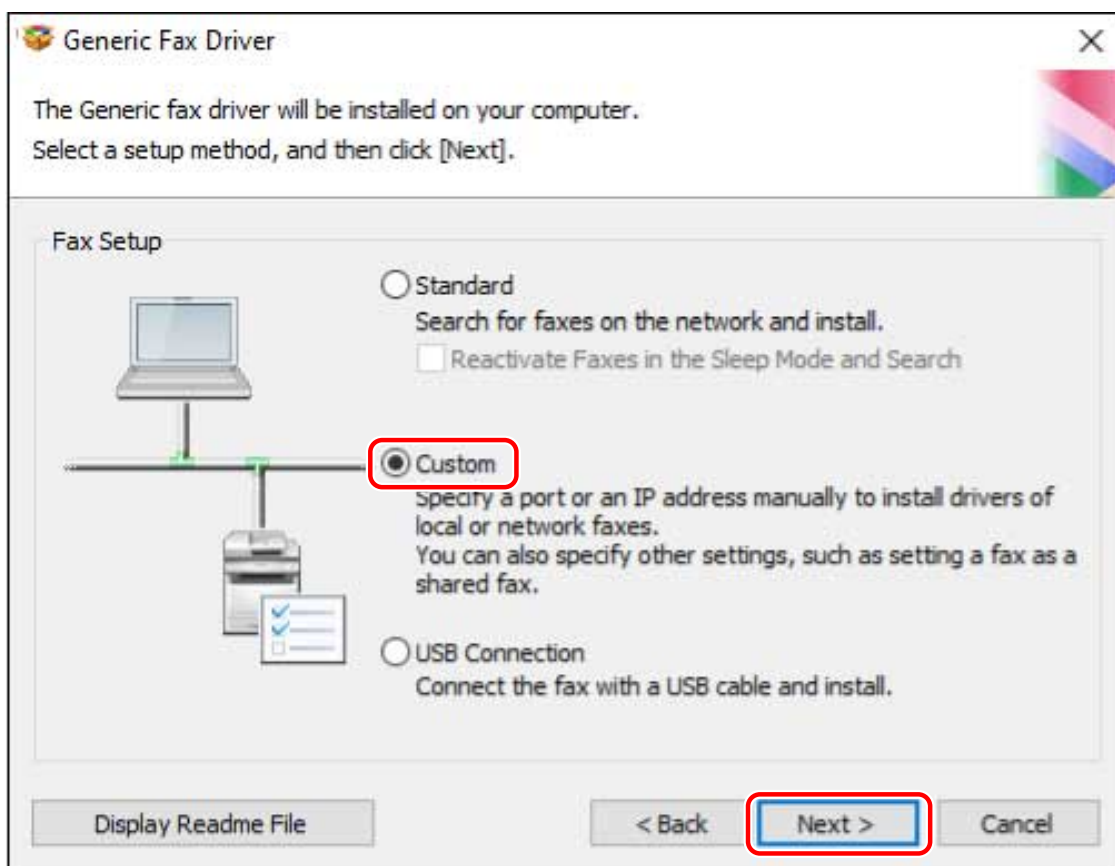 Generic Fax Driver
The Generic fax driver will be installed on your computer.
Select a setup method, and then click [Next].
Fax Setup
Standard
Search for faxes on the network and install.
Reactivate Faxes in the Sleep Mode and Search
Custom
Specify a port or an IP address manually to install drivers of
local or network faxes.
You can also specify other settings, such as setting a fax as a
shared fax.
USB Connection
Connect the fax with a USB cable and install.
Display Readme File
< Back
Next >
Cancel